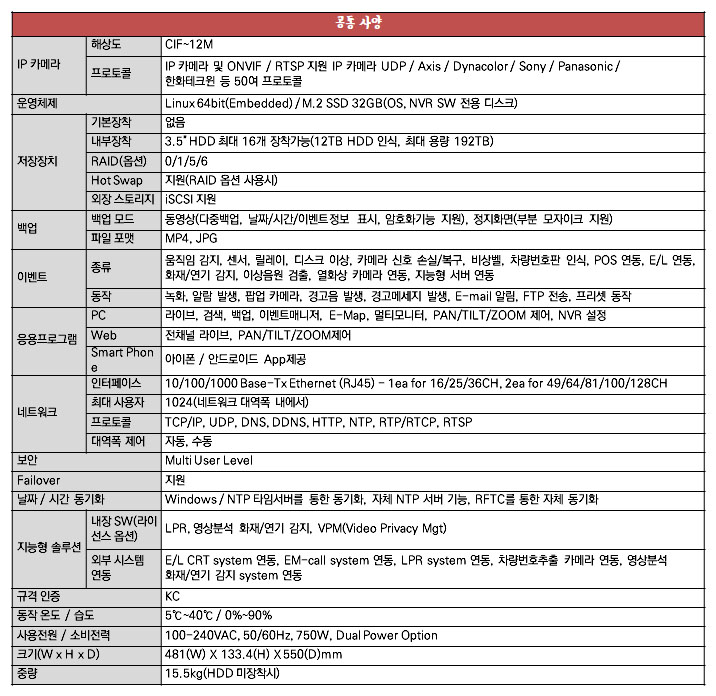 공통 사양
IP 카메라
해상도
CIF~12M
프로토콜
IP 카메라 및 ONVIF / RTSP 지원 IP 카메라 UDP / Axis / Dynacolor / Sony / Panasonic /
한화테크윈 등 50여 프로토콜
운영체제
Linux 64bit(Embedded) / M.2 SSD 32GB(OS, NVR SW 전용 디스크)
저장장치
기본장착
없음
내부장착
3.5" HDD 최대 16개 장착가능(12TB HDD 인식, 최대 용량 192TB)
RAID(옵션)
0/1/5/6
Hot Swap
지원(RAID 옵션 사용시)
외장 스토리지
iSCSI 지원
백업
백업 모드
동영상(다중백업, 날짜/시간/이벤트정보 표시, 암호화기능 지원), 정지화면(부분 모자이크 지원)
파일 포맷
MP4, JPG
이벤트
종류
움직임 감지, 센서, 릴레이, 디스크 이상, 카메라 신호 손실/복구, 비상벨, 차량번호판 인식, POS 연동, E/L 연동,
화재/연기 감지, 이상음원 검출, 열화상 카메라 연동, 지능형 서버 연동
동작
녹화, 알람 발생, 팝업 카메라, 경고음 발생, 경고메세지 발생, E-mail 알림, FTP 전송, 프리셋 동작
응용프로그램
PC
라이브, 검색, 백업, 이벤트매니저, E-Map, 멀티모니터, PAN/TILT/ZOOM 제어, NVR 설정
Web
전채널 라이브, PAN/TILT/ZOOM제어
Smart Phon
e
아이폰 / 안드로이드 App제공
네트워크
인터페이스
10/100/1000 Base-Tx Ethernet (RJ45) - 1ea for 16/25/36CH, 2ea for 49/64/81/100/128CH
최대 사용자
1024(네트워크 대역폭 내에서)
프로토콜
TCP/IP, UDP, DNS, DDNS, HTTP, NTP, RTP/RTCP, RTSP
대역폭 제어
자동, 수동
보안
Multi User Level
Failover
지원
날짜 / 시간 동기화
Windows / NTP 타임서버를 통한 동기화, 자체 NTP 서버 기능, RFTC를 통한 자체 동기화
지능형 솔루션
내장 SW(라이
선스 옵션)
LPR, 영상분석 화재/연기 감지, VPM(Video Privacy Mgt)
외부 시스템
연동
E/L CRT system 연동, EM-call system 연동, LPR system 연동, 차량번호추출 카메라 연동, 영상분석
화재/연기 감지 system 연동
규격 인증
KC
동작 온도 / 습도
5℃~40℃ / 0%~90%
사용전원 / 소비전력
100-240VAC, 50/60Hz, 750W, Dual Power Option
크기(W x H x D)
481(W) X 133.4(H) X 550(D)mm
중량
15.5kg(HDD 미장착시)